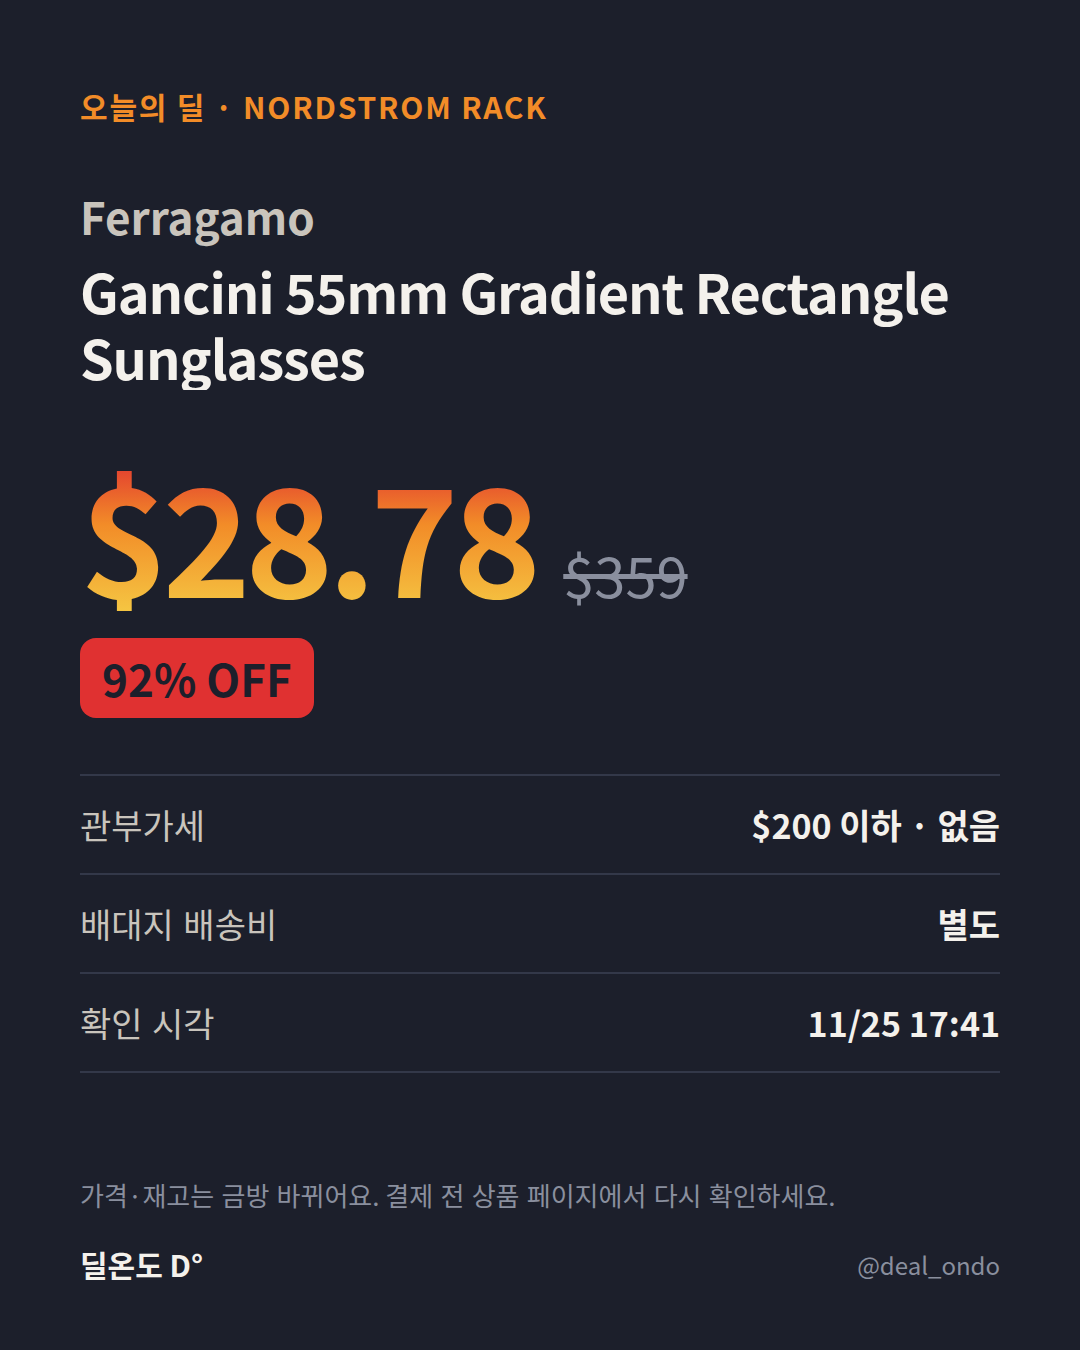 오늘의 딜 · NORDSTROM RACK
Ferragamo
Gancini 55mm Gradient Rectangle
Sunglasses
$28.78 $359
92% OFF
관부가세 $200 이하 · 없음
배대지 배송비 별도
확인 시각 11/25 17:41
가격·재고는 금방 바뀌어요. 결제 전 상품 페이지에서 다시 확인하세요.
딜온도 D° @deal_ondo